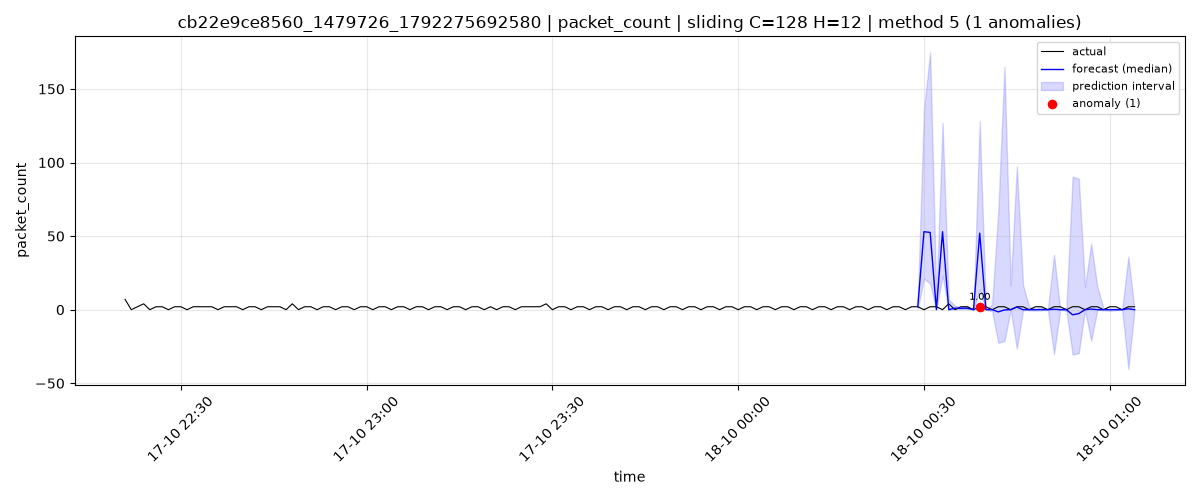 cb22e9ce8560_1479726_1792275692580 | packet_count | sliding C=128 H=12 | method 5 (1 anomalies)
actual
forecast (median)
prediction interval
anomaly (1)
150
100
50
0
−50
packet_count
1.00
17-10 22:30
17-10 23:00
17-10 23:30
18-10 00:00
18-10 00:30
18-10 01:00
time